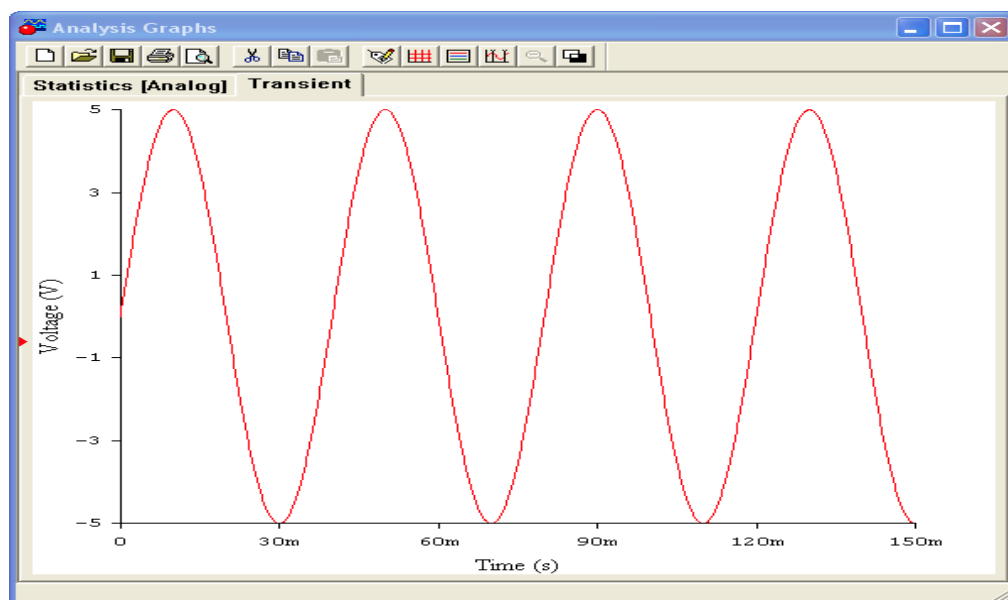 Analysis Graphs
Statistics [Analog] Transient
5
3
1
−1
−3
−5
Voltage (V)
0 30m 60m 90m 120m 150m
Time (s)